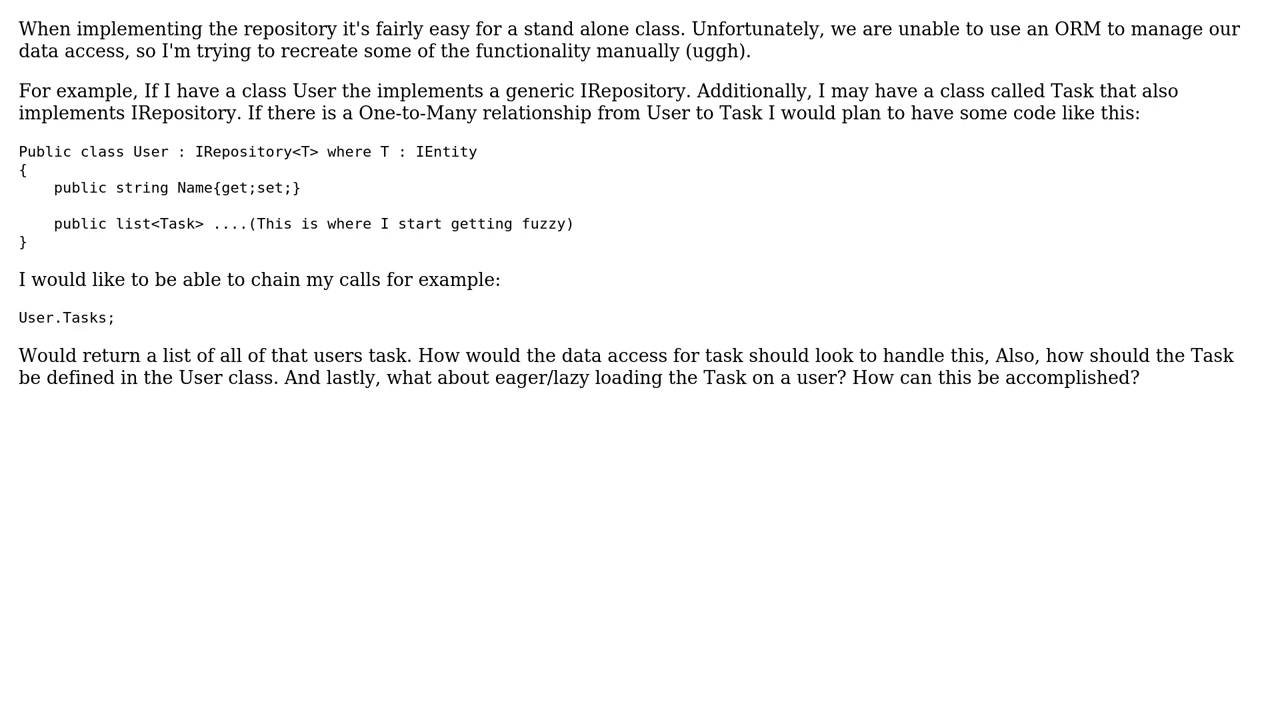 When implementing the repository it's fairly easy for a stand alone class. Unfortunately, we are unable to use an ORM to manage our
data access, so I'm trying to recreate some of the functionality manually (uggh).
For example, If I have a class User the implements a generic IRepository. Additionally, I may have a class called Task that also
implements IRepository. If there is a One-to-Many relationship from User to Task I would plan to have some code like this:
Public class User : IRepository<T> where T : IEntity
{
    public string Name{get;set;}
    public list<Task> ....(This is where I start getting fuzzy)
}
I would like to be able to chain my calls for example:
User.Tasks;
Would return a list of all of that users task. How would the data access for task should look to handle this, Also, how should the Task
be defined in the User class. And lastly, what about eager/lazy loading the Task on a user? How can this be accomplished?